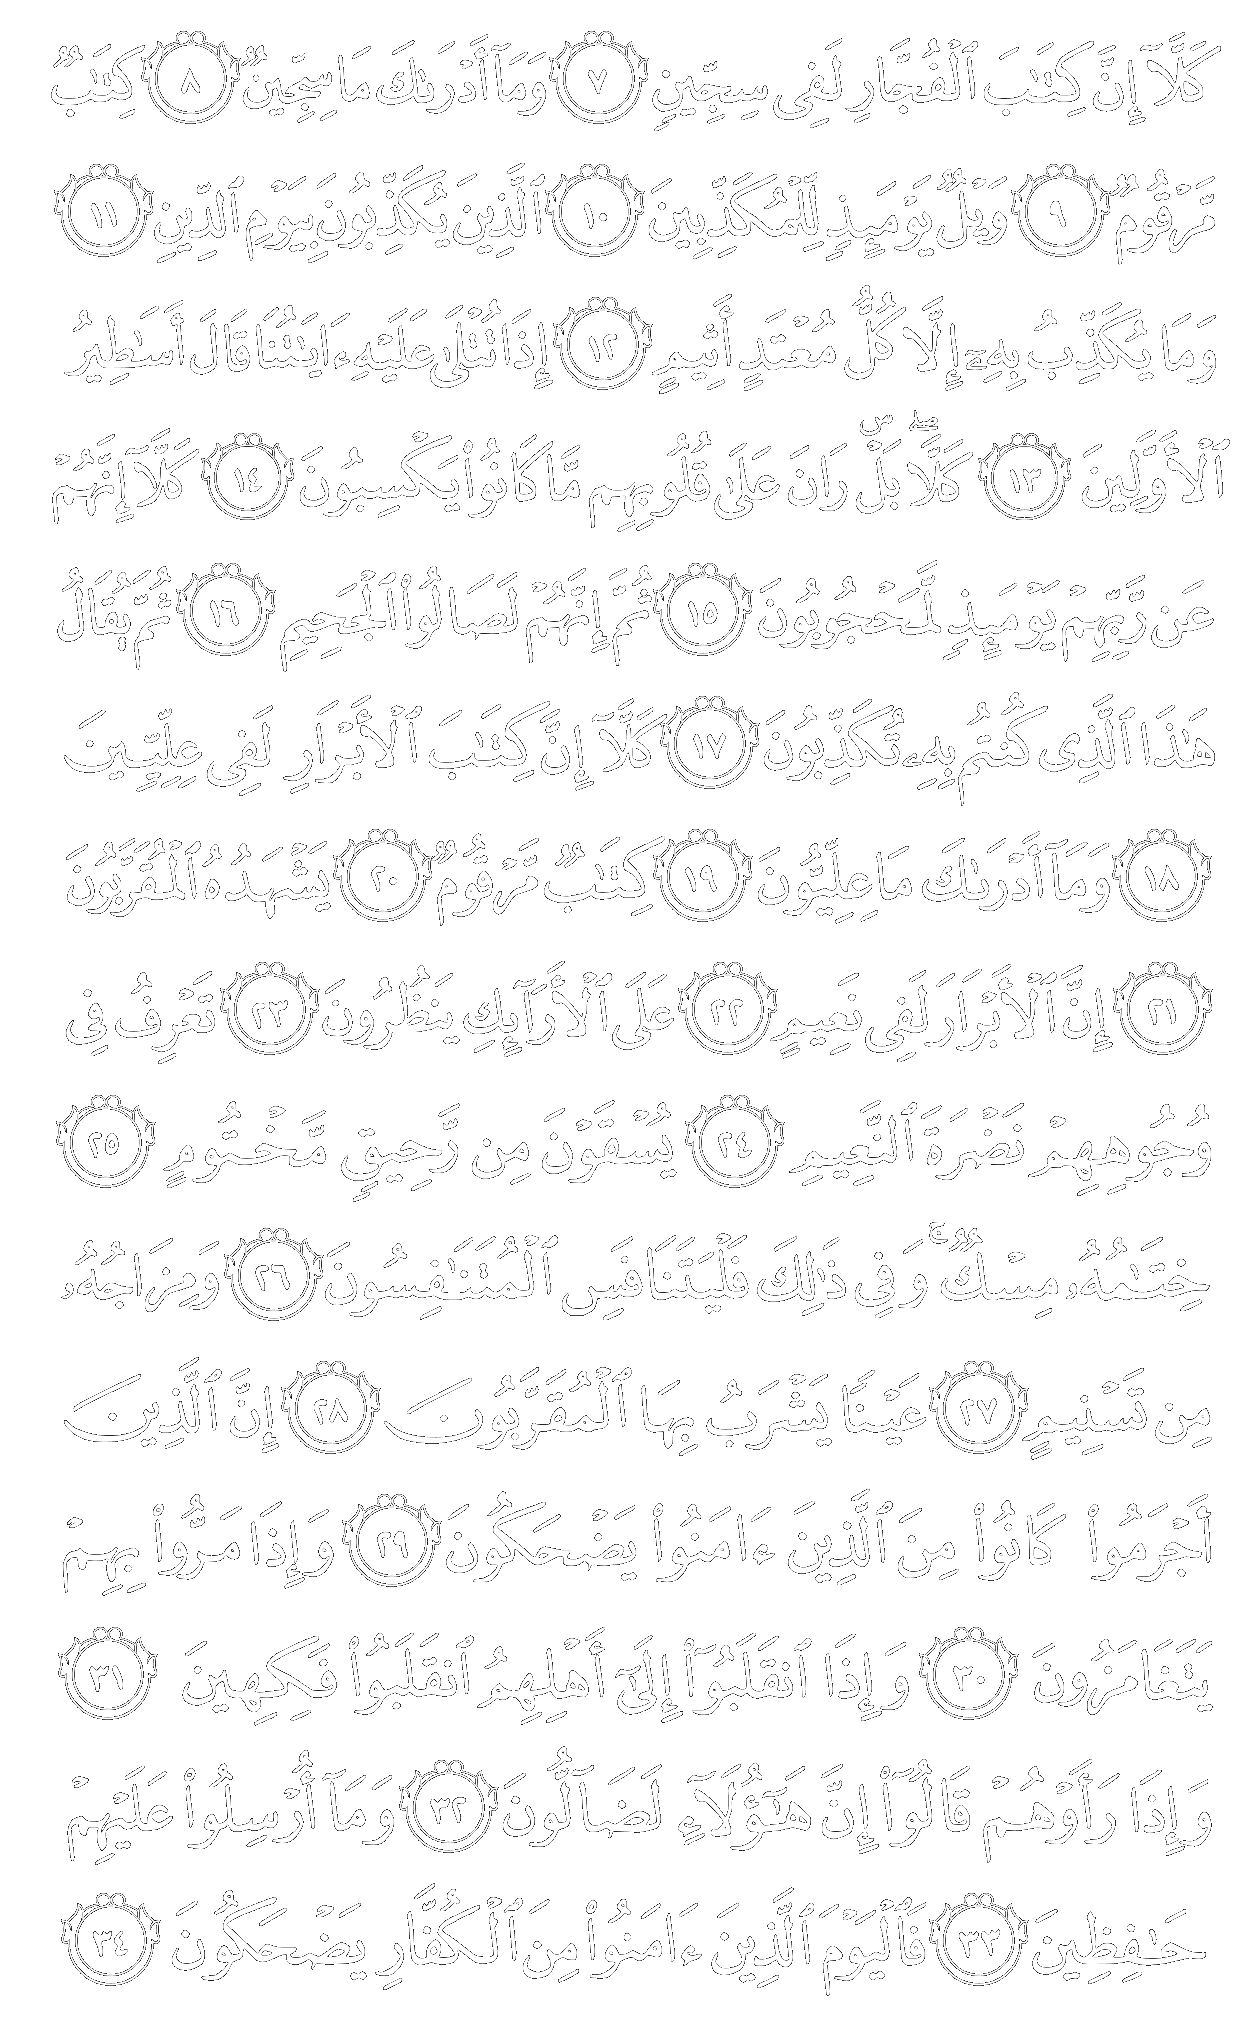 كَلَّآ إِنَّ كِتَٰبَ ٱلْفُجَّارِ لَفِى سِجِّينٍ ٧ وَمَآ أَدْرَىٰكَ مَا سِجِّينٌ ٨ كِتَٰبٌ
مَّرْقُومٌ ٩ وَيْلٌ يَوْمَئِذٍ لِّلْمُكَذِّبِينَ ١٠ ٱلَّذِينَ يُكَذِّبُونَ بِيَوْمِ ٱلدِّينِ ١١
وَمَا يُكَذِّبُ بِهِۦٓ إِلَّا كُلُّ مُعْتَدٍ أَثِيمٍ ١٢ إِذَا تُتْلَىٰ عَلَيْهِ ءَايَٰتُنَا قَالَ أَسَٰطِيرُ
ٱلْأَوَّلِينَ ١٣ كَلَّا ۖ بَلْ ۜ رَانَ عَلَىٰ قُلُوبِهِم مَّا كَانُوا۟ يَكْسِبُونَ ١٤ كَلَّآ إِنَّهُمْ
عَن رَّبِّهِمْ يَوْمَئِذٍ لَّمَحْجُوبُونَ ١٥ ثُمَّ إِنَّهُمْ لَصَالُوا۟ ٱلْجَحِيمِ ١٦ ثُمَّ يُقَالُ
هَٰذَا ٱلَّذِى كُنتُم بِهِۦ تُكَذِّبُونَ ١٧ كَلَّآ إِنَّ كِتَٰبَ ٱلْأَبْرَارِ لَفِى عِلِّيِّينَ
١٨ وَمَآ أَدْرَىٰكَ مَا عِلِّيُّونَ ١٩ كِتَٰبٌ مَّرْقُومٌ ٢٠ يَشْهَدُهُ ٱلْمُقَرَّبُونَ
٢١ إِنَّ ٱلْأَبْرَارَ لَفِى نَعِيمٍ ٢٢ عَلَى ٱلْأَرَآئِكِ يَنظُرُونَ ٢٣ تَعْرِفُ فِى
وُجُوهِهِمْ نَضْرَةَ ٱلنَّعِيمِ ٢٤ يُسْقَوْنَ مِن رَّحِيقٍ مَّخْتُومٍ ٢٥
خِتَٰمُهُۥ مِسْكٌ ۚ وَفِى ذَٰلِكَ فَلْيَتَنَافَسِ ٱلْمُتَنَٰفِسُونَ ٢٦ وَمِزَاجُهُۥ
مِن تَسْنِيمٍ ٢٧ عَيْنًا يَشْرَبُ بِهَا ٱلْمُقَرَّبُونَ ٢٨ إِنَّ ٱلَّذِينَ
أَجْرَمُوا۟ كَانُوا۟ مِنَ ٱلَّذِينَ ءَامَنُوا۟ يَضْحَكُونَ ٢٩ وَإِذَا مَرُّوا۟ بِهِمْ
يَتَغَامَزُونَ ٣٠ وَإِذَا ٱنقَلَبُوٓا۟ إِلَىٰٓ أَهْلِهِمُ ٱنقَلَبُوا۟ فَكِهِينَ ٣١
وَإِذَا رَأَوْهُمْ قَالُوٓا۟ إِنَّ هَٰٓؤُلَآءِ لَضَآلُّونَ ٣٢ وَمَآ أُرْسِلُوا۟ عَلَيْهِمْ
حَٰفِظِينَ ٣٣ فَٱلْيَوْمَ ٱلَّذِينَ ءَامَنُوا۟ مِنَ ٱلْكُفَّارِ يَضْحَكُونَ ٣٤